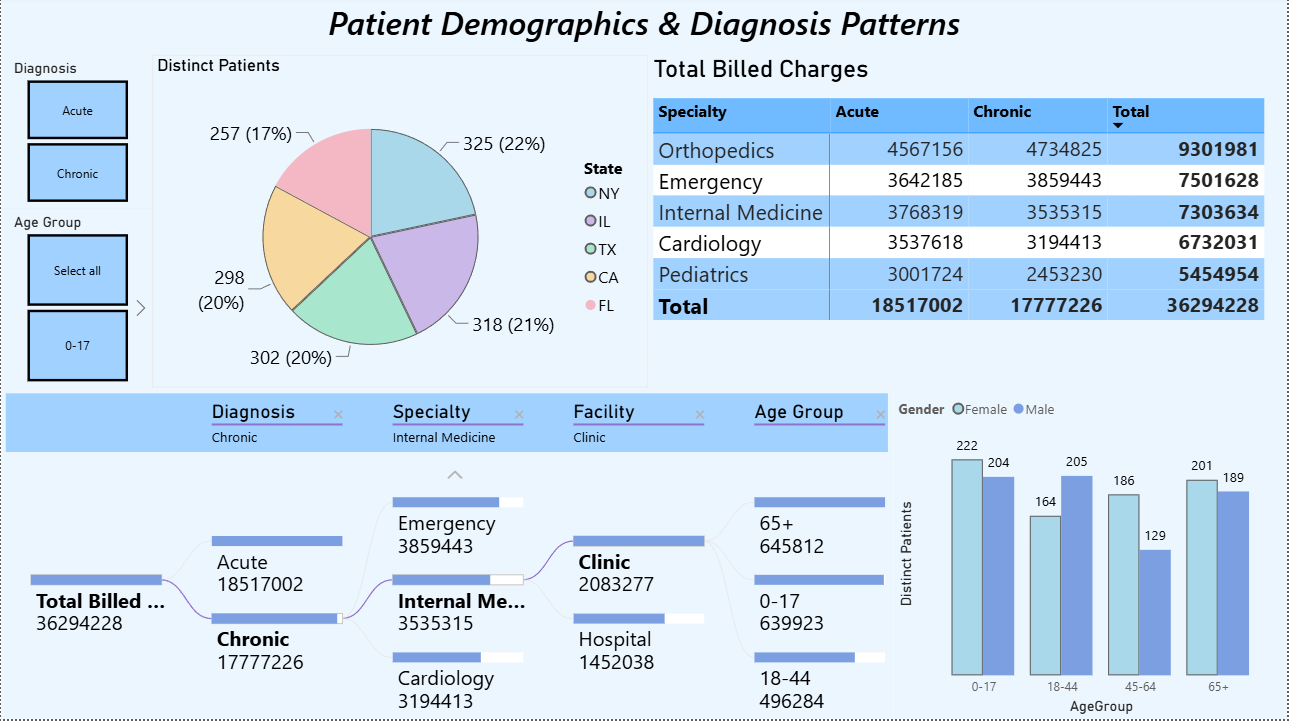 Patient Demographics & Diagnosis Patterns
Diagnosis
Acute
Chronic
Age Group
Select all
0-17
Distinct Patients
257 (17%)
325 (22%)
298
(20%)
318 (21%)
302 (20%)
State
NY
IL
TX
CA
FL
Total Billed Charges
Specialty Acute Chronic Total
Orthopedics 4567156 4734825 9301981
Emergency 3642185 3859443 7501628
Internal Medicine 3768319 3535315 7303634
Cardiology 3537618 3194413 6732031
Pediatrics 3001724 2453230 5454954
Total 18517002 17777226 36294228
Diagnosis
Chronic
Specialty
Internal Medicine
Facility
Clinic
Age Group
Total Billed ...
36294228
Acute
18517002
Chronic
17777226
Emergency
3859443
Internal Me...
3535315
Cardiology
3194413
Clinic
2083277
Hospital
1452038
65+
645812
0-17
639923
18-44
496284
Gender Female Male
Distinct Patients
222
204
164
205
186
129
201
189
0-17 18-44 45-64 65+
AgeGroup